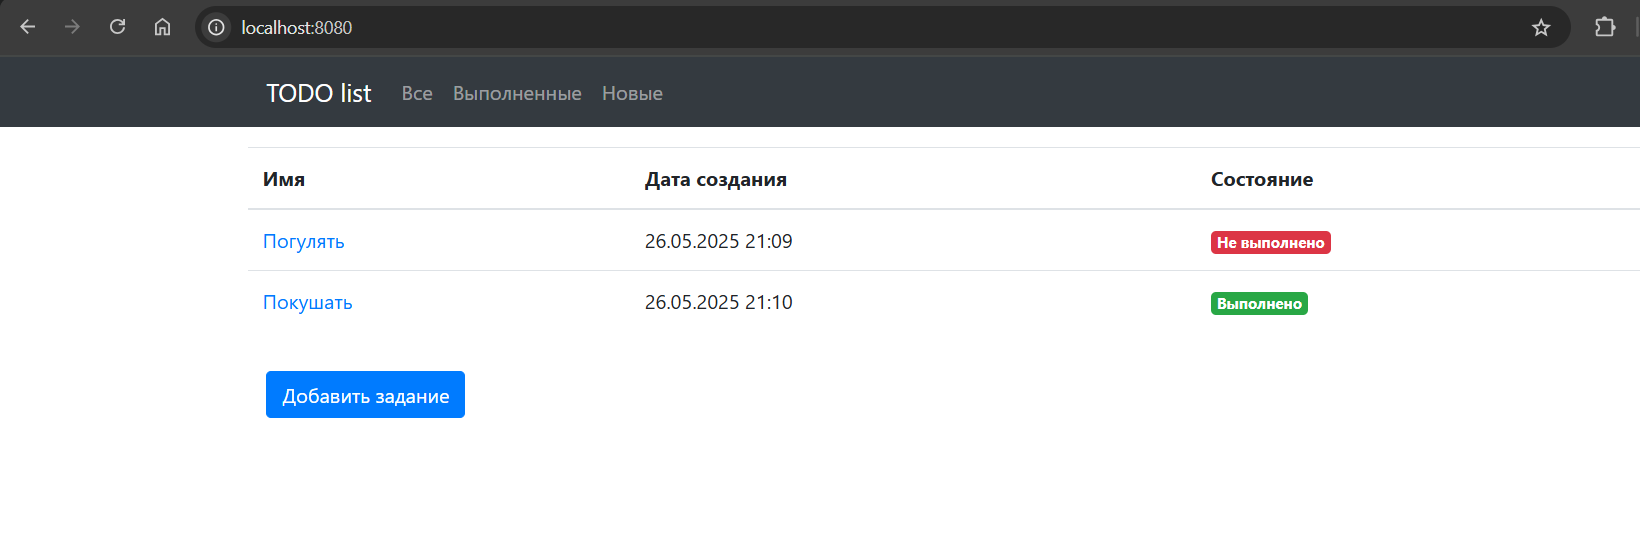 localhost:8080
TODO list Все Выполненные Новые
Имя Дата создания Состояние
Погулять 26.05.2025 21:09 Не выполнено
Покушать 26.05.2025 21:10 Выполнено
Добавить задание